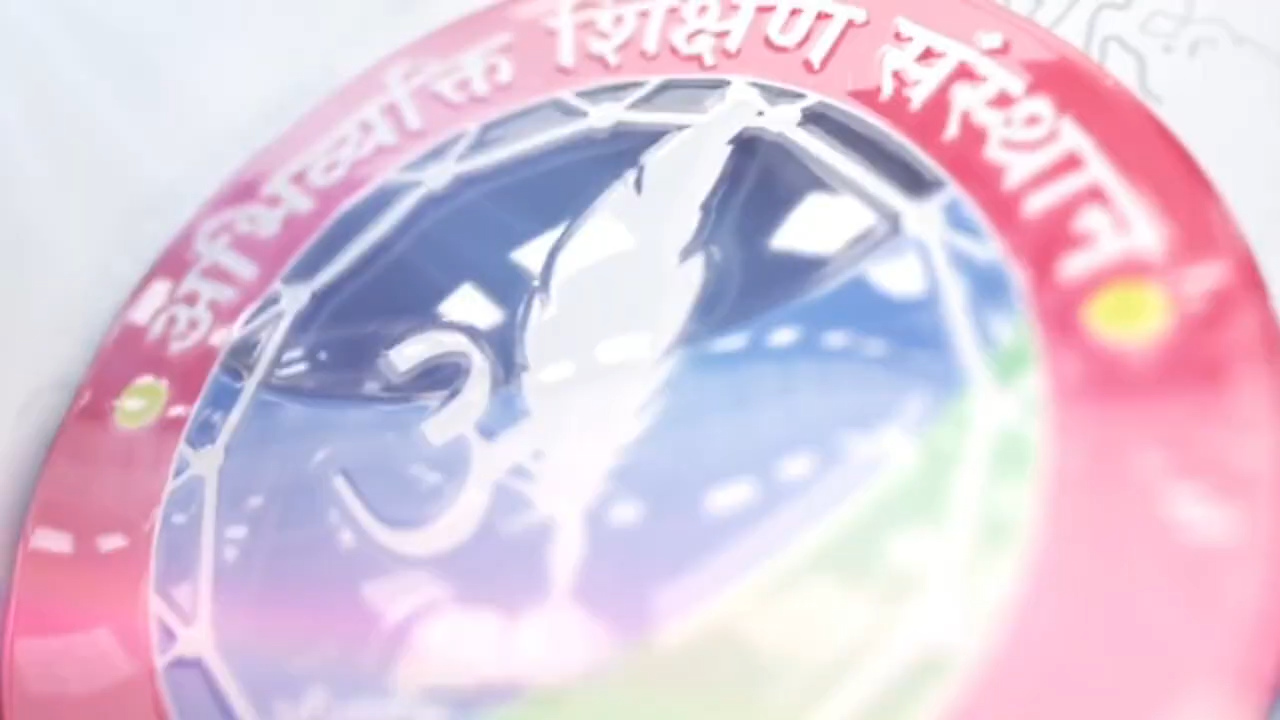 अभिव्यक्ति शिक्षण संस्थान